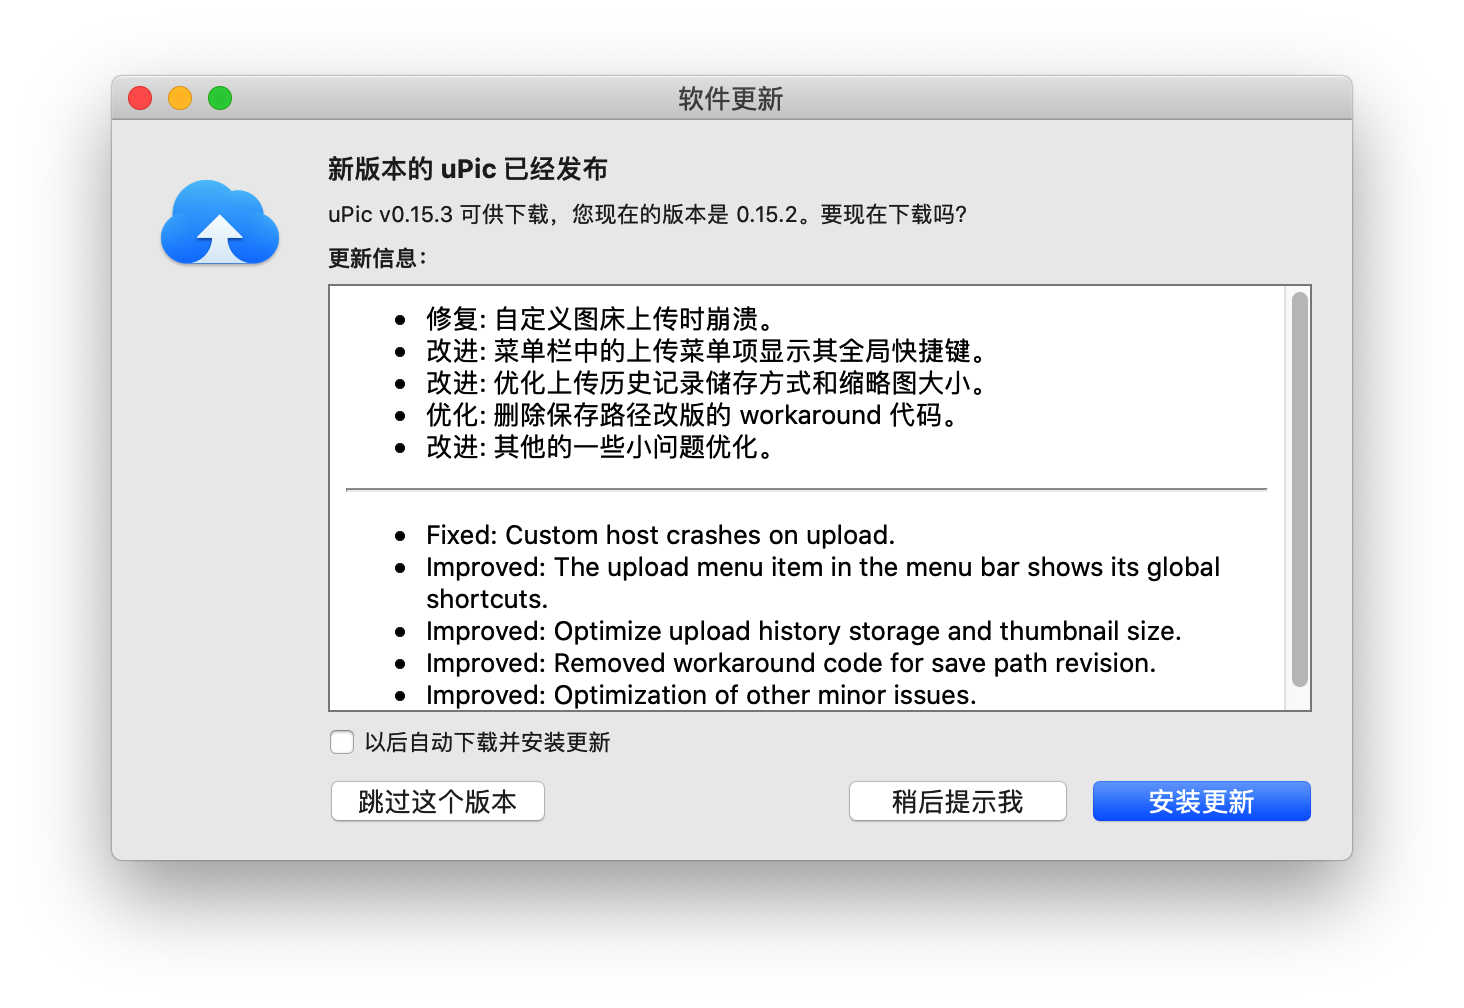 软件更新
新版本的 uPic 已经发布
uPic v0.15.3 可供下载，您现在的版本是 0.15.2。要现在下载吗?
更新信息：
• 修复: 自定义图床上传时崩溃。
• 改进: 菜单栏中的上传菜单项显示其全局快捷键。
• 改进: 优化上传历史记录储存方式和缩略图大小。
• 优化: 删除保存路径改版的 workaround 代码。
• 改进: 其他的一些小问题优化。
• Fixed: Custom host crashes on upload.
• Improved: The upload menu item in the menu bar shows its global
shortcuts.
• Improved: Optimize upload history storage and thumbnail size.
• Improved: Removed workaround code for save path revision.
• Improved: Optimization of other minor issues.
以后自动下载并安装更新
跳过这个版本
稍后提示我
安装更新